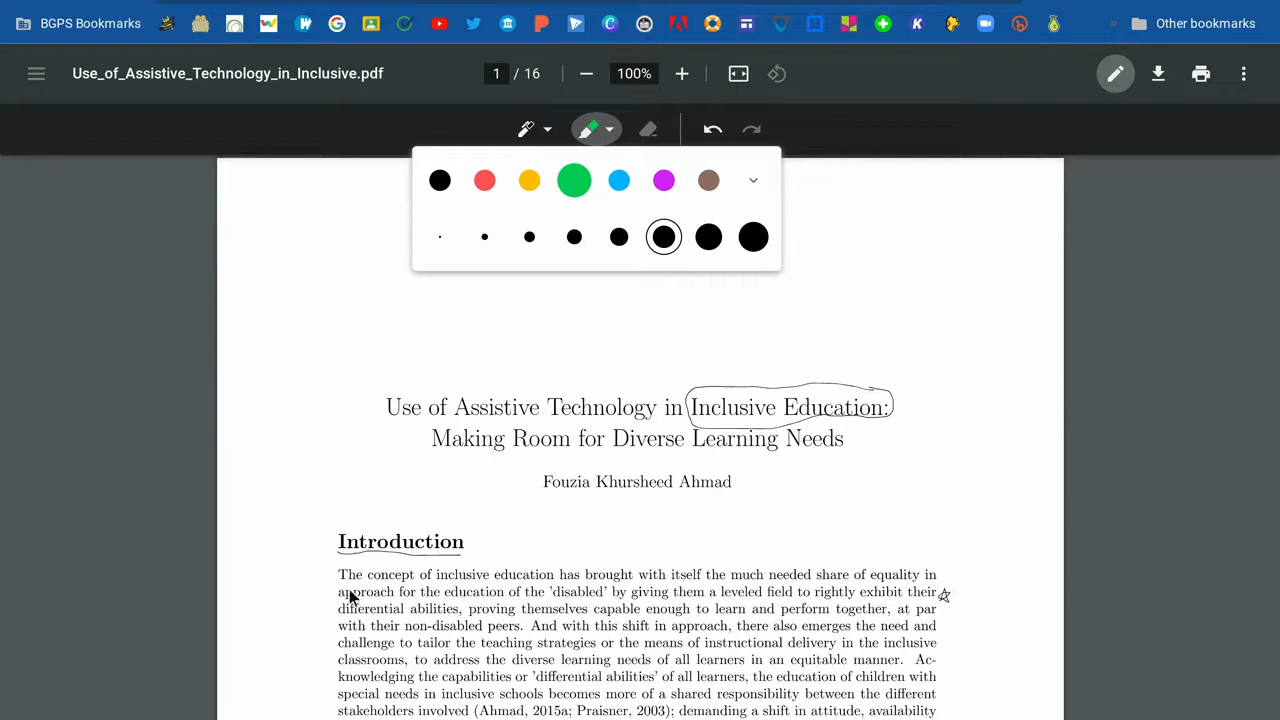 BGPS Bookmarks
Other bookmarks
Use_of_Assistive_Technology_in_Inclusive.pdf
1 / 16
100%
Use of Assistive Technology in Inclusive Education:
Making Room for Diverse Learning Needs
Fouzia Khursheed Ahmad
Introduction
The concept of inclusive education has brought with itself the much needed share of equality in
approach for the education of the 'disabled' by giving them a leveled field to rightly exhibit their
differential abilities, proving themselves capable enough to learn and perform together, at par
with their non-disabled peers. And with this shift in approach, there also emerges the need and
challenge to tailor the teaching strategies or the means of instructional delivery in the inclusive
classrooms, to address the diverse learning needs of all learners in an equitable manner. Ac-
knowledging the capabilities or 'differential abilities' of all learners, the education of children with
special needs in inclusive schools becomes more of a shared responsibility between the different
stakeholders involved (Ahmad, 2015a; Praisner, 2003); demanding a shift in attitude, availability